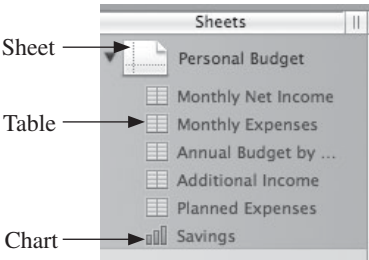 Sheets
Sheet
Personal Budget
Monthly Net Income
Table
Monthly Expenses
Annual Budget by ...
Additional Income
Planned Expenses
Chart
Savings